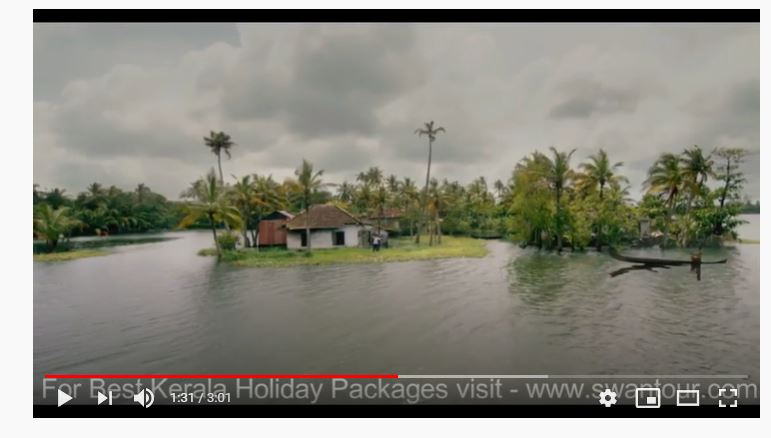 For Best Kerala Holiday Packages visit - www.swantour.com
1:31 / 3:01